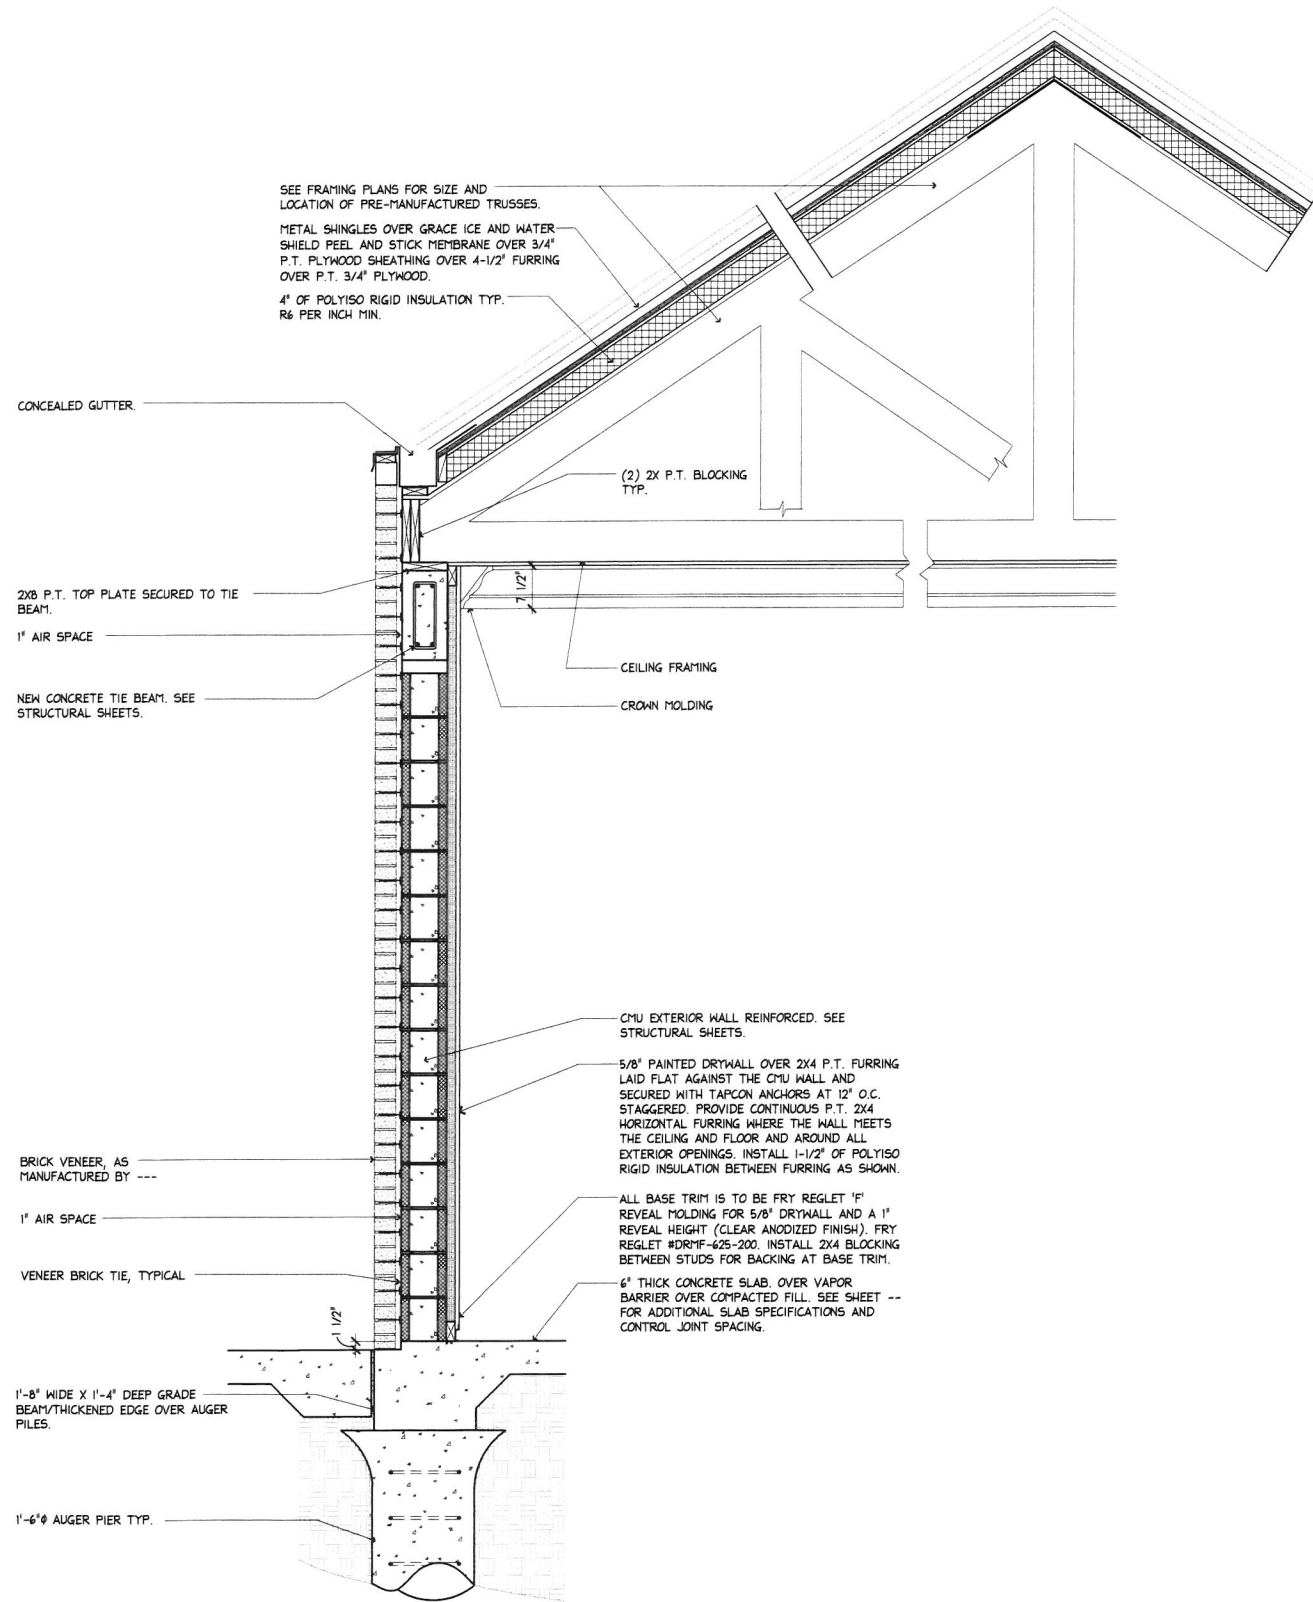 SEE FRAMING PLANS FOR SIZE AND
LOCATION OF PRE-MANUFACTURED TRUSSES.
METAL SHINGLES OVER GRACE ICE AND WATER
SHIELD PEEL AND STICK MEMBRANE OVER 3/4"
P.T. PLYWOOD SHEATHING OVER 4-1/2" FURRING
OVER P.T. 3/4" PLYWOOD.
4" OF POLYISO RIGID INSULATION TYP.
R6 PER INCH MIN.
CONCEALED GUTTER.
(2) 2X P.T. BLOCKING
TYP.
2X8 P.T. TOP PLATE SECURED TO TIE
BEAM.
7 1/2"
1" AIR SPACE
CEILING FRAMING
NEW CONCRETE TIE BEAM. SEE
STRUCTURAL SHEETS.
CROWN MOLDING
CMU EXTERIOR WALL REINFORCED. SEE
STRUCTURAL SHEETS.
5/8" PAINTED DRYWALL OVER 2X4 P.T. FURRING
LAID FLAT AGAINST THE CMU WALL AND
SECURED WITH TAPCON ANCHORS AT 12" O.C.
STAGGERED. PROVIDE CONTINUOUS P.T. 2X4
HORIZONTAL FURRING WHERE THE WALL MEETS
THE CEILING AND FLOOR AND AROUND ALL
EXTERIOR OPENINGS. INSTALL 1-1/2" OF POLYISO
RIGID INSULATION BETWEEN FURRING AS SHOWN.
BRICK VENEER, AS
MANUFACTURED BY ---
1" AIR SPACE
ALL BASE TRIM IS TO BE FRY REGLET 'F'
REVEAL MOLDING FOR 5/8" DRYWALL AND A 1"
REVEAL HEIGHT (CLEAR ANODIZED FINISH). FRY
REGLET #DRMF-625-200. INSTALL 2X4 BLOCKING
BETWEEN STUDS FOR BACKING AT BASE TRIM.
VENEER BRICK TIE, TYPICAL
6" THICK CONCRETE SLAB. OVER VAPOR
BARRIER OVER COMPACTED FILL. SEE SHEET --
FOR ADDITIONAL SLAB SPECIFICATIONS AND
CONTROL JOINT SPACING.
1 1/2"
1'-8" WIDE X 1'-4" DEEP GRADE
BEAM/THICKENED EDGE OVER AUGER
PILES.
1'-6"Φ AUGER PIER TYP.